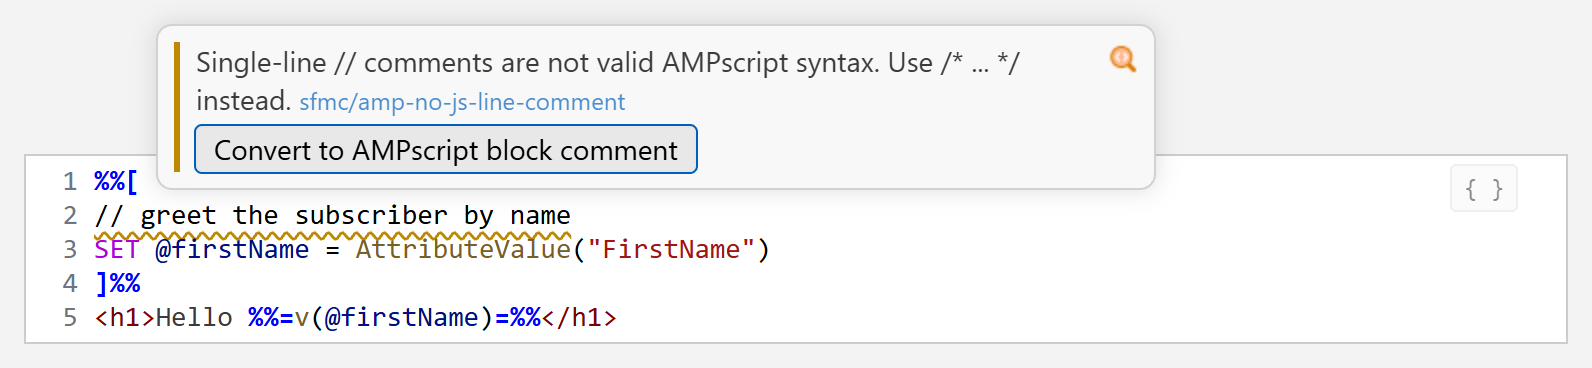 Single-line // comments are not valid AMPscript syntax. Use /* ... */
instead. sfmc/amp-no-js-line-comment
Convert to AMPscript block comment
{ }
1 %%[
2 // greet the subscriber by name
3 SET @firstName = AttributeValue("FirstName")
4 ]%%
5 <h1>Hello %%=v(@firstName)=%%</h1>